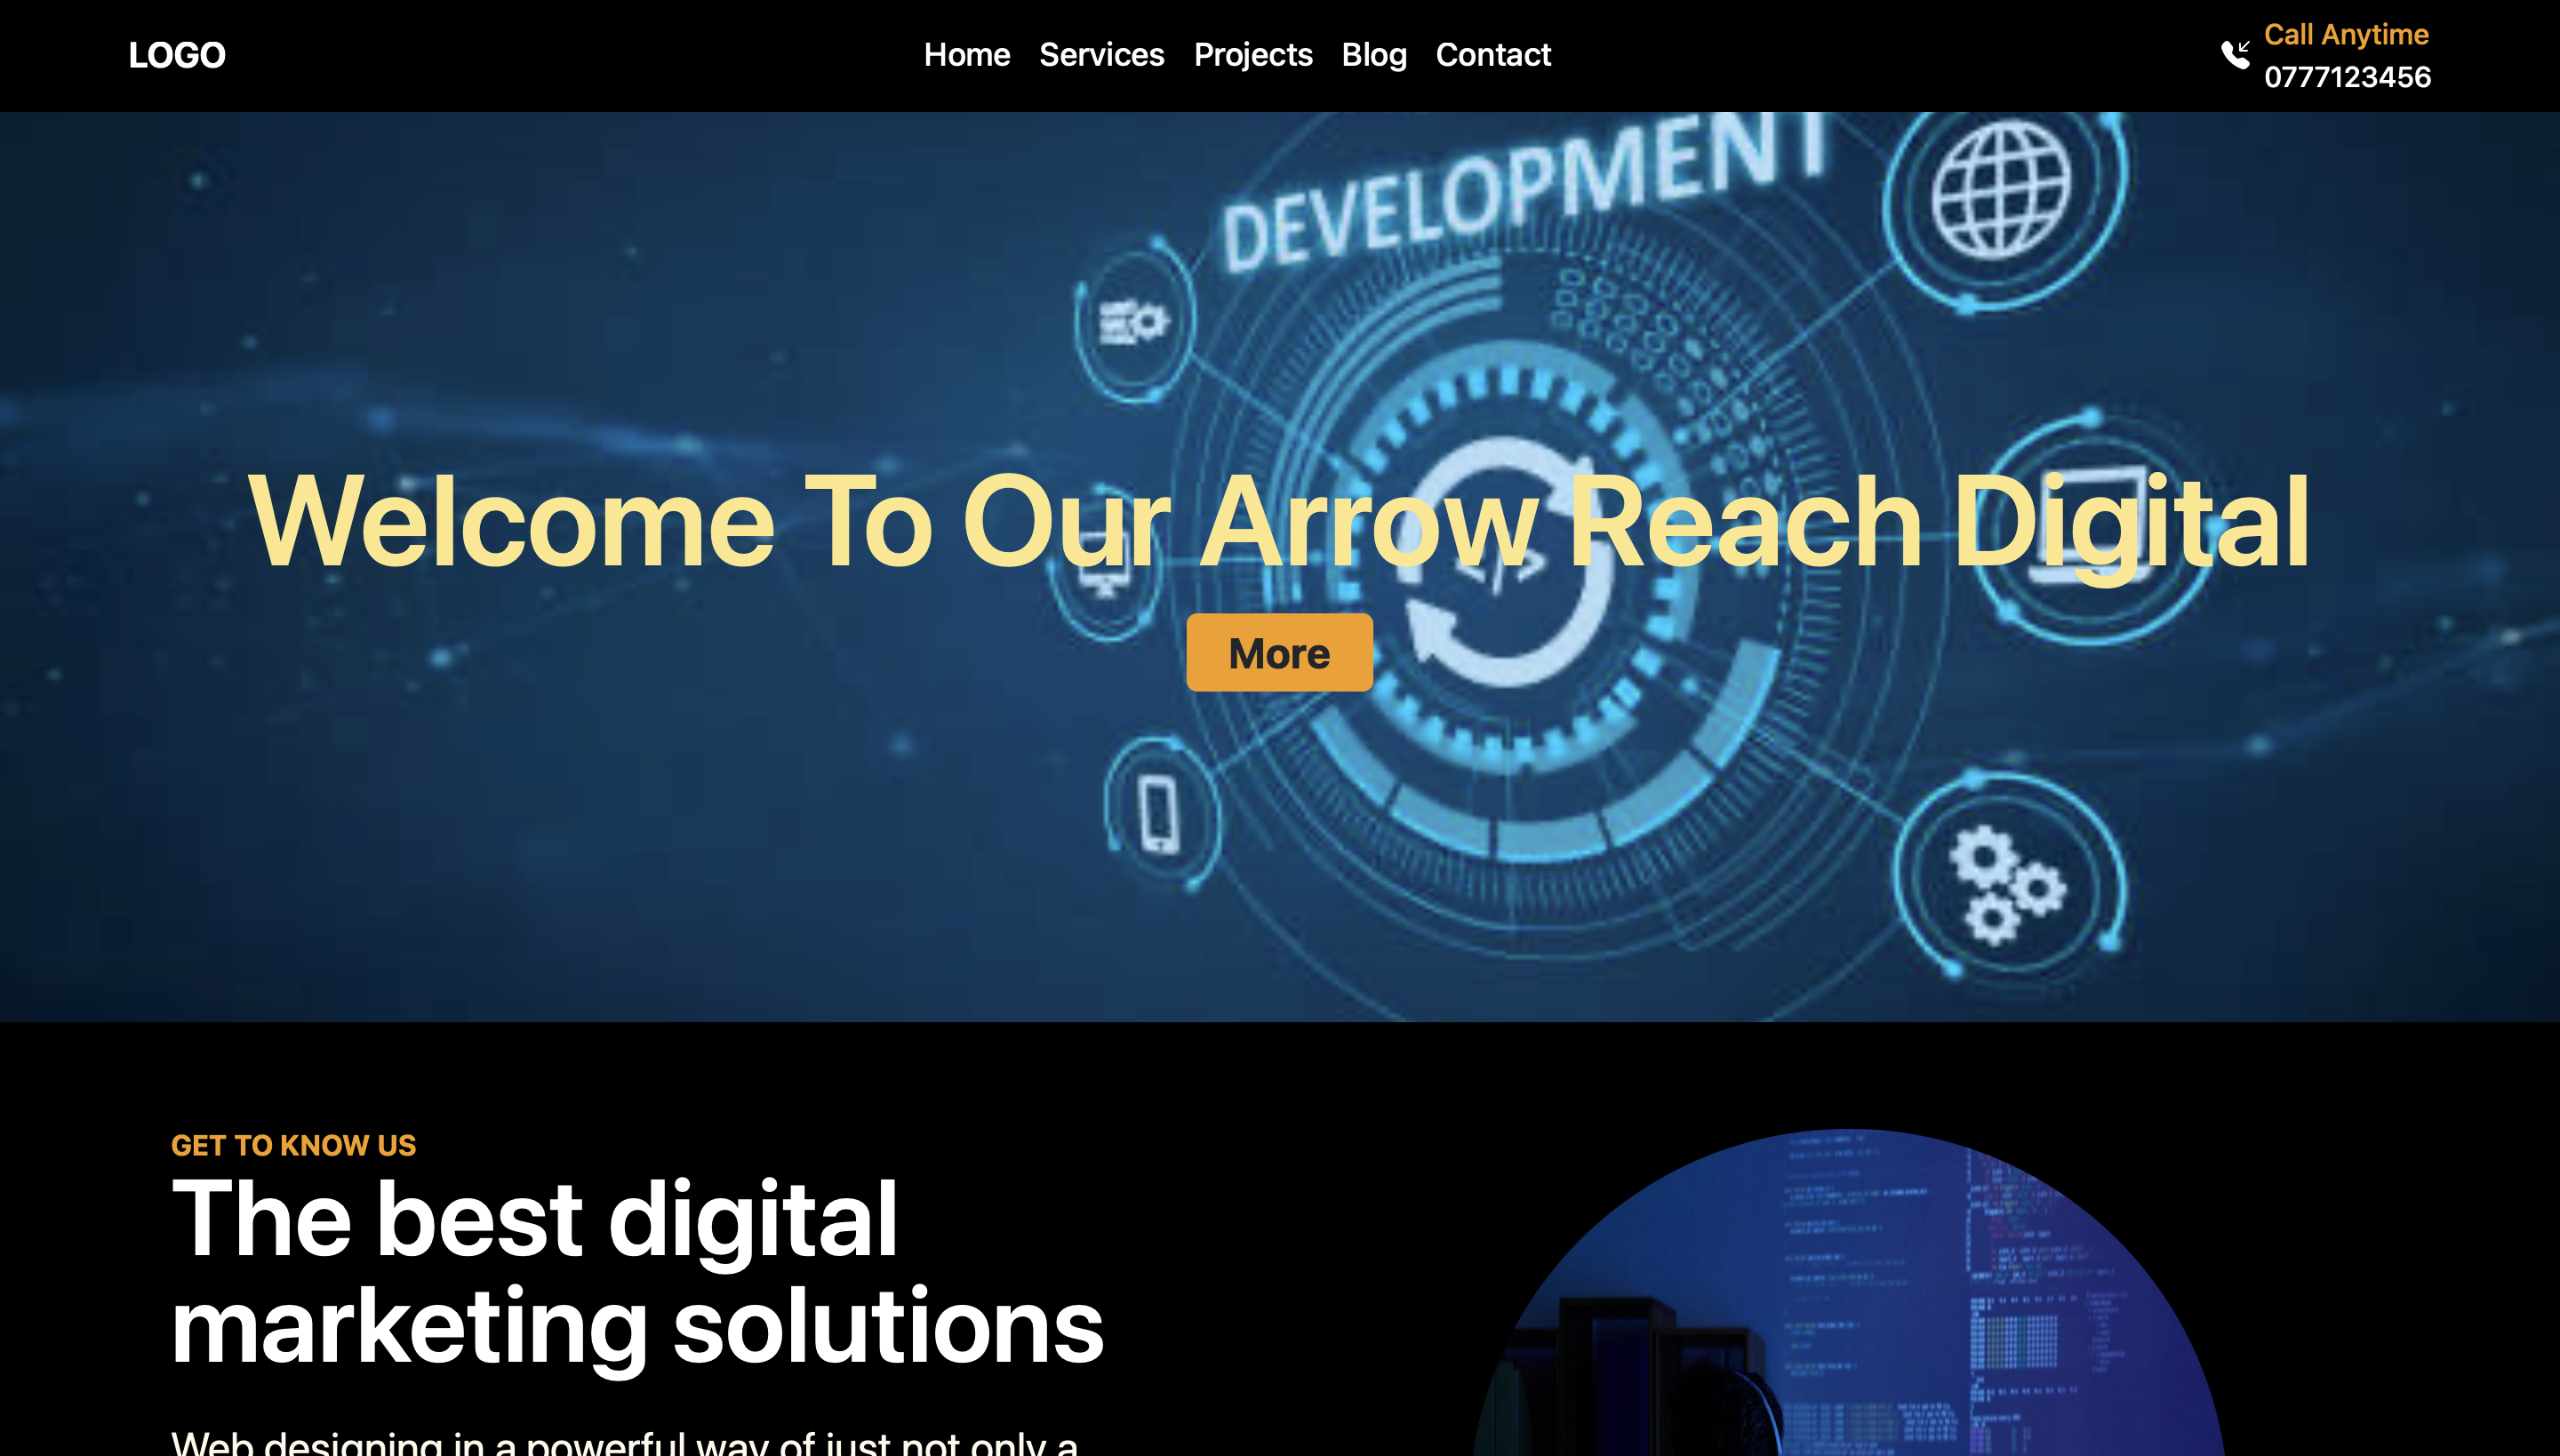 LOGO
Home Services Projects Blog Contact
Call Anytime
0777123456
DEVELOPMENT
Welcome To Our Arrow Reach Digital
</>
More
GET TO KNOW US
The best digital
marketing solutions
Web designing in a powerful way of just not only a